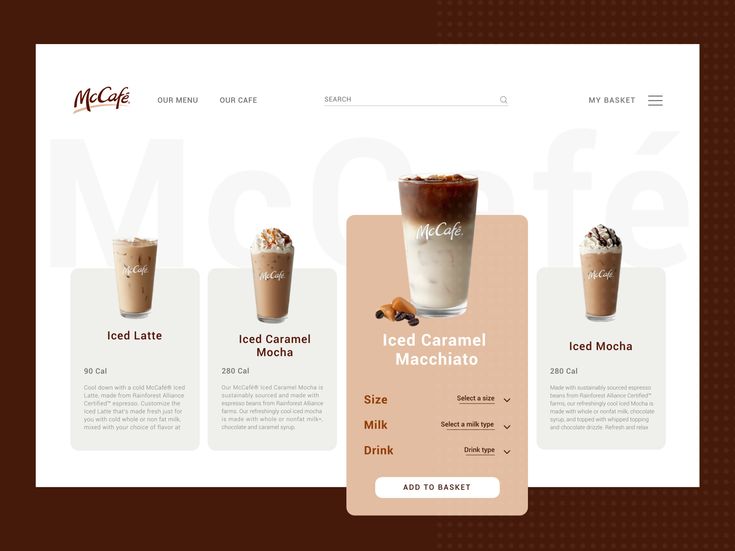 McCafé®
OUR MENU
OUR CAFE
SEARCH
MY BASKET
McCafé
McCafé
Iced Latte
90 Cal
Cool down with a cold McCafé® Iced
Latte, made from Rainforest Alliance
Certified™ espresso. Customize the
Iced Latte that's made fresh just for
you with cold whole or non fat milk,
mixed with your choice of flavor at
McCafé
Iced Caramel
Mocha
280 Cal
Our McCafé® Iced Caramel Mocha is
sustainably sourced and made with
espresso beans from Rainforest Alliance
farms. Our refreshingly cool iced mocha
is made with whole or nonfat milk,
chocolate and caramel syrup.
McCafé
Iced Caramel
Macchiato
Size
Select a size
Milk
Select a milk type
Drink
Drink type
ADD TO BASKET
McCafé
Iced Mocha
280 Cal
Made with sustainably sourced espresso
beans from Rainforest Alliance Certified™
farms, our refreshingly cool Iced Mocha is
made with whole or nonfat milk, chocolate
syrup, and topped with whipped topping
and chocolate drizzle. Refresh and relax